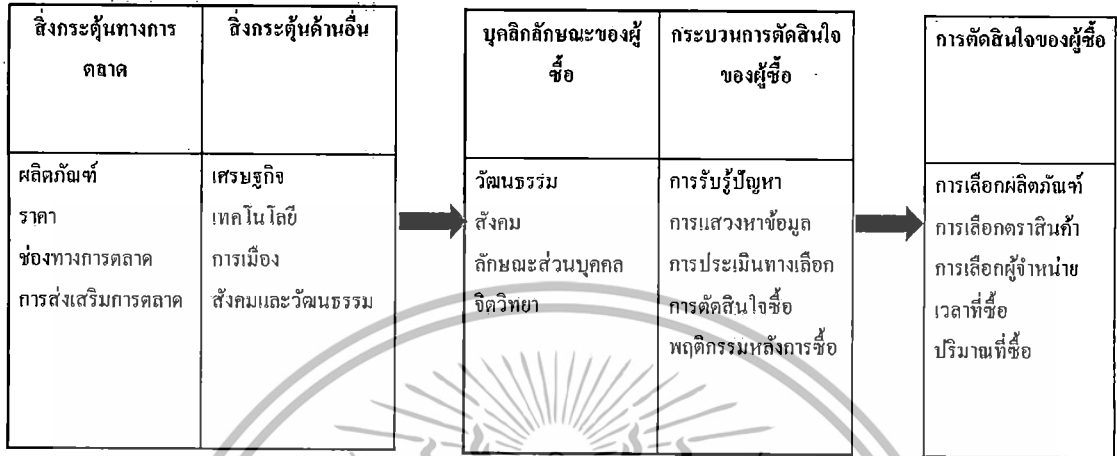 สิ่งกระตุ้นทางการ
ตลาด
สิ่งกระตุ้นด้านอื่น
ผลิตภัณฑ์
ราคา
ช่องทางการตลาด
การส่งเสริมการตลาด
เศรษฐกิจ
เทคโนโลยี
การเมือง
สังคมและวัฒนธรรม
บุคลิกลักษณะของผู้
ซื้อ
กระบวนการตัดสินใจ
ของผู้ซื้อ
วัฒนธรรม
สังคม
ลักษณะส่วนบุคคล
จิตวิทยา
การรับรู้ปัญหา
การแสวงหาข้อมูล
การประเมินทางเลือก
การตัดสินใจซื้อ
พฤติกรรมหลังการซื้อ
การตัดสินใจของผู้ซื้อ
การเลือกผลิตภัณฑ์
การเลือกตราสินค้า
การเลือกผู้จำหน่าย
เวลาที่ซื้อ
ปริมาณที่ซื้อ